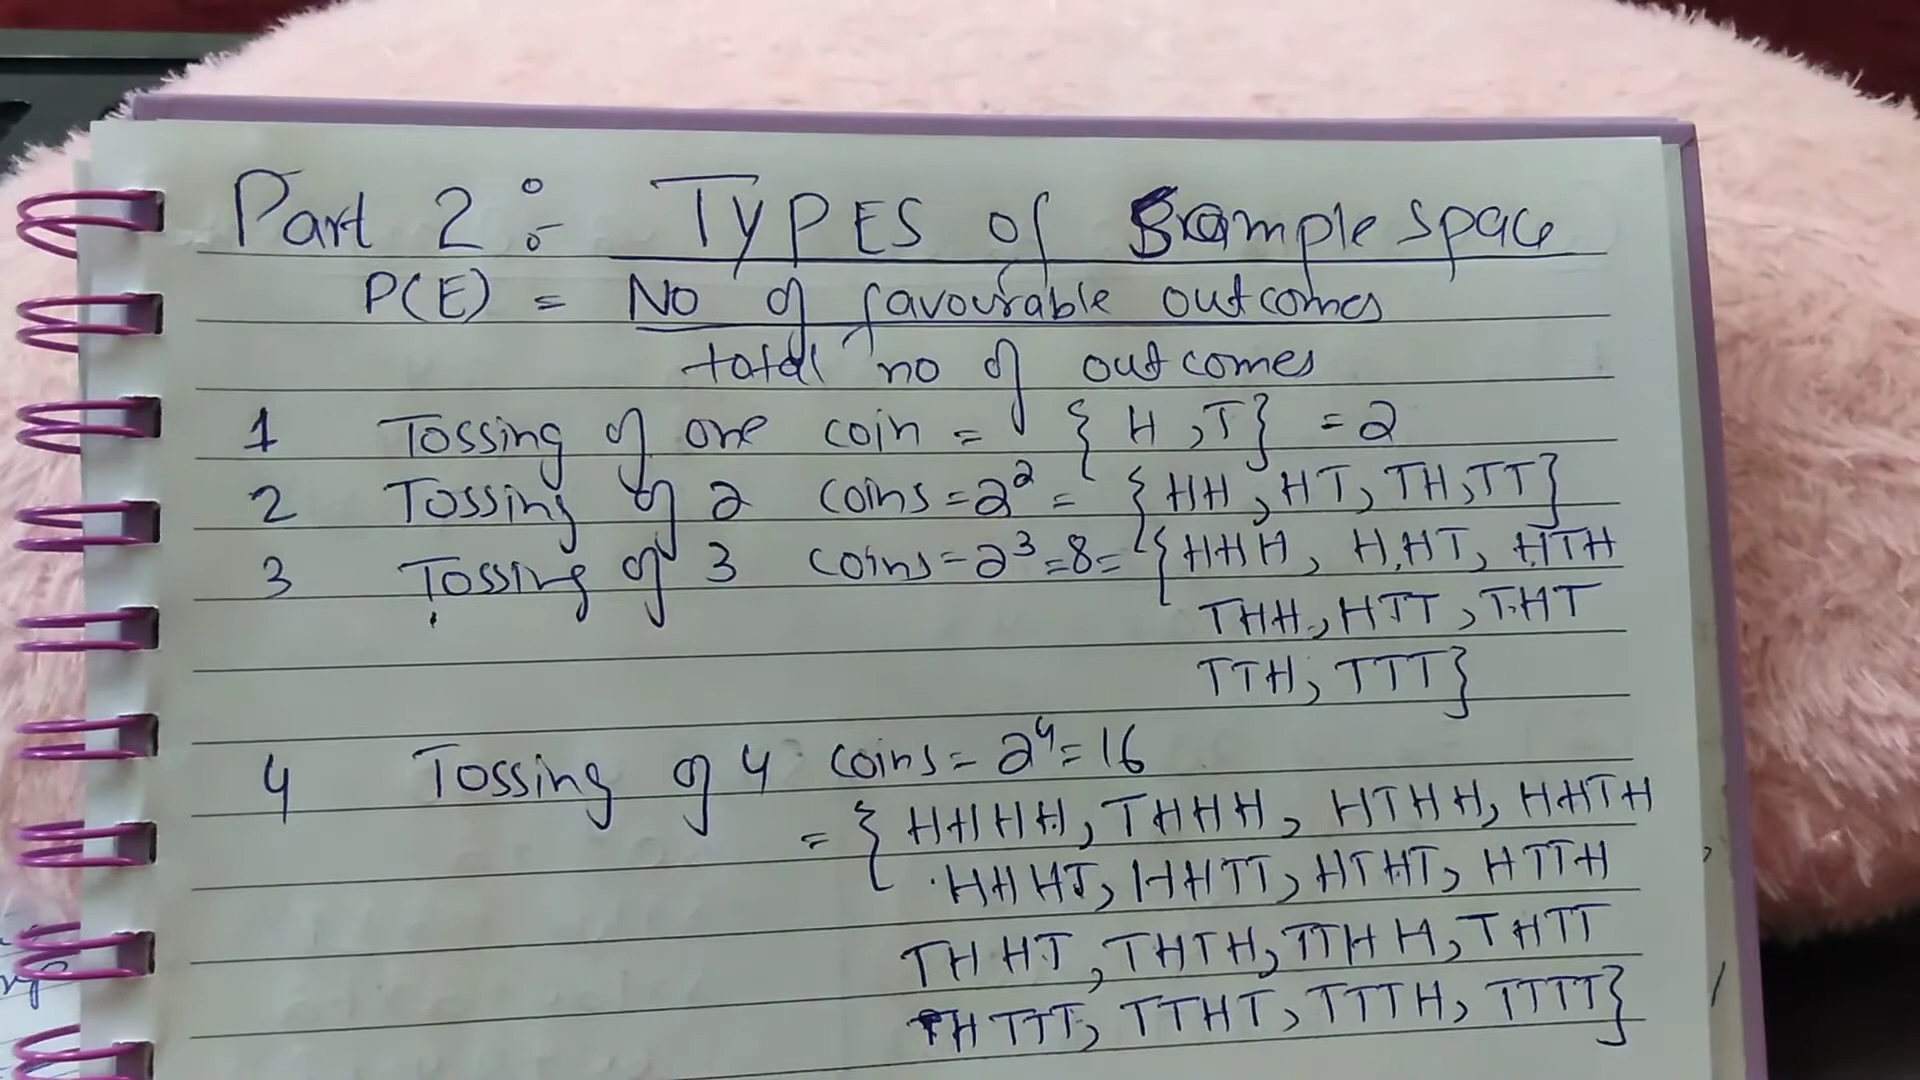 Part 2 :- TYPES of Sample space
P(E) = No of favourable outcomes
total no of outcomes
1 Tossing of one coin = { H , T} = 2
2 Tossing of 2 coins = 2² = { HH , HT, TH, TT}
3 Tossing of 3 coins = 2³ = 8 = { HHH, HHT, HTH
THH, HTT, THT
TTH, TTT}
4 Tossing of 4 coins = 2⁴ = 16
= { HHHH, THHH, HTHH, HHTH
HHHT, HHTT, HTHT, HTTH
THHT, THTH, TTHH, THTT
HTTT, TTHT, TTTH, TTTT}